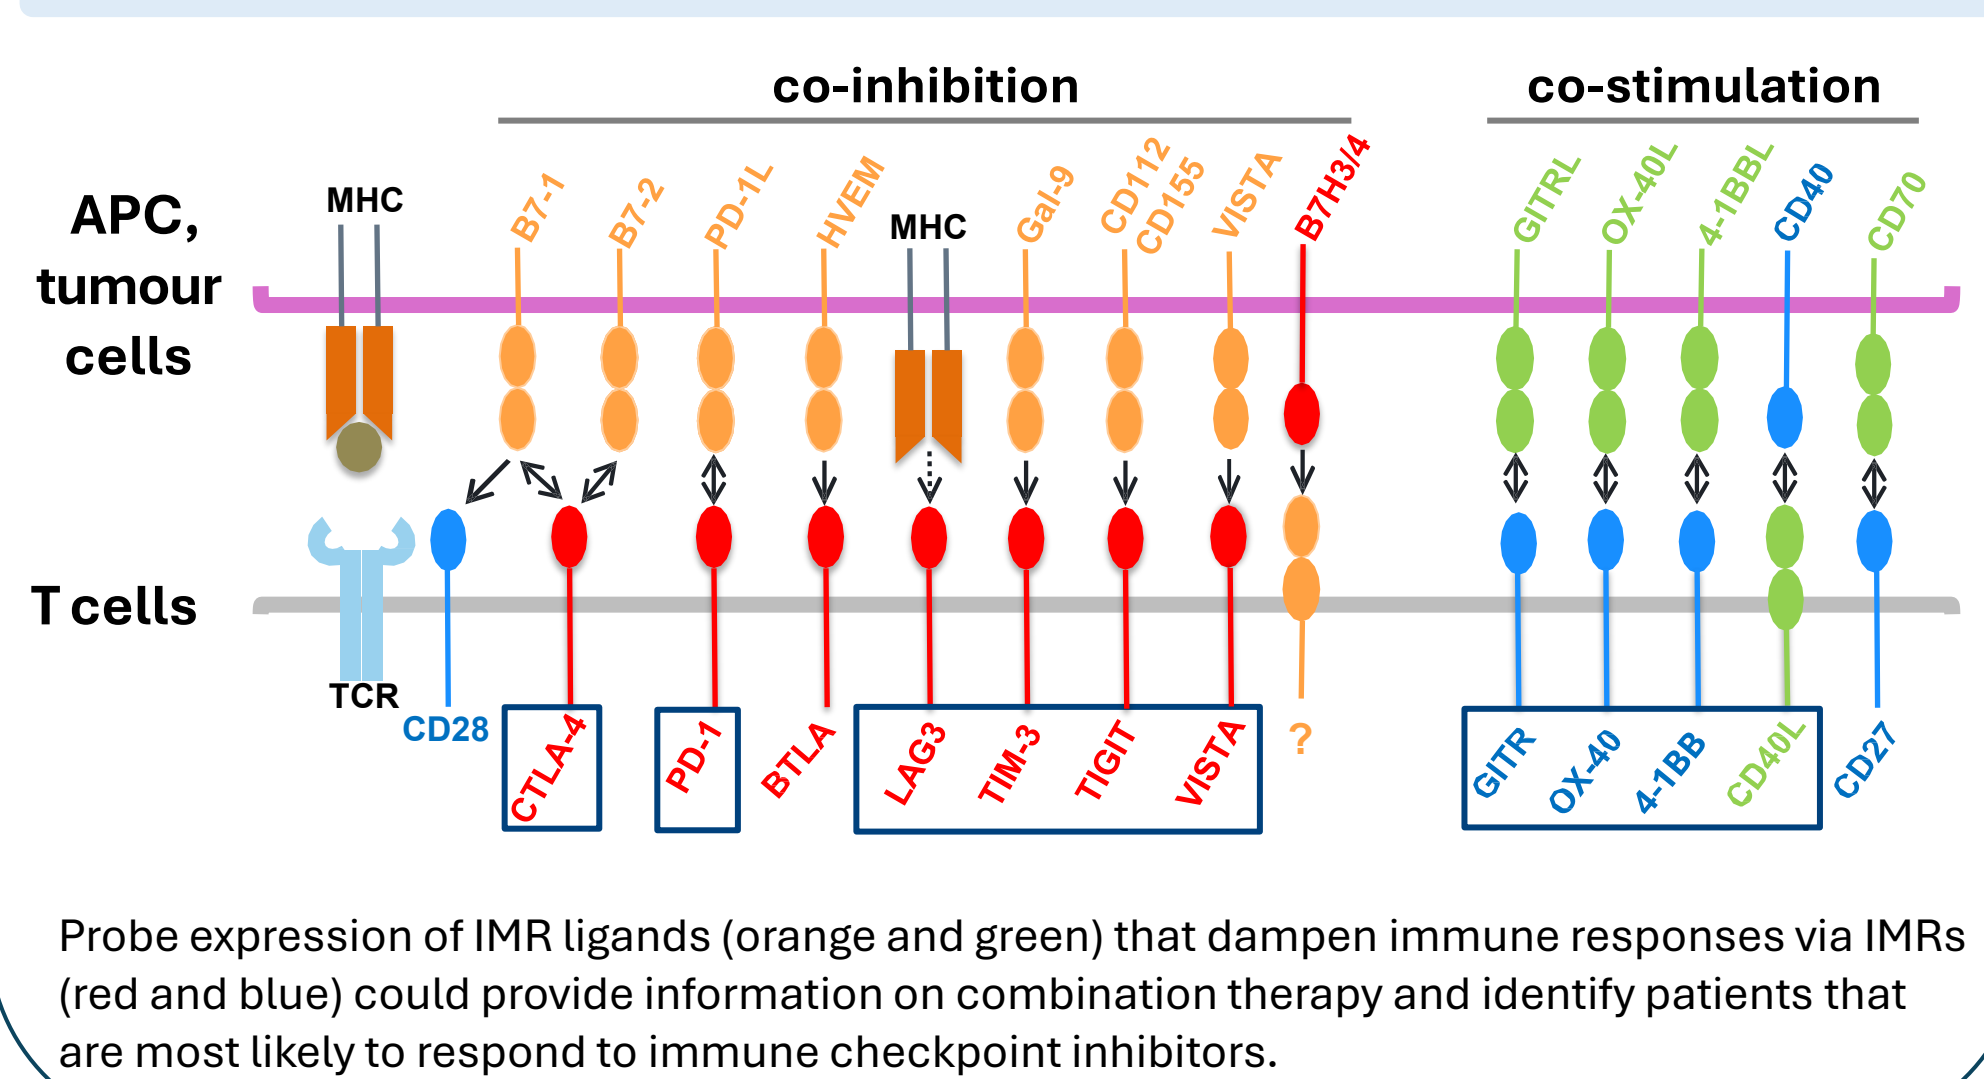 co-inhibition
co-stimulation
APC,
tumour
cells
MHC
B7-1
B7-2
PD-1L
HVEM
MHC
Gal-9
CD112
CD155
VISTA
B7H3/4
GITRL
OX-40L
4-1BBL
CD40
CD70
T cells
TCR
CD28
CTLA-4
PD-1
BTLA
LAG3
TIM-3
TIGIT
VISTA
?
GITR
OX-40
4-1BB
CD40L
CD27
Probe expression of IMR ligands (orange and green) that dampen immune responses via IMRs
(red and blue) could provide information on combination therapy and identify patients that
are most likely to respond to immune checkpoint inhibitors.